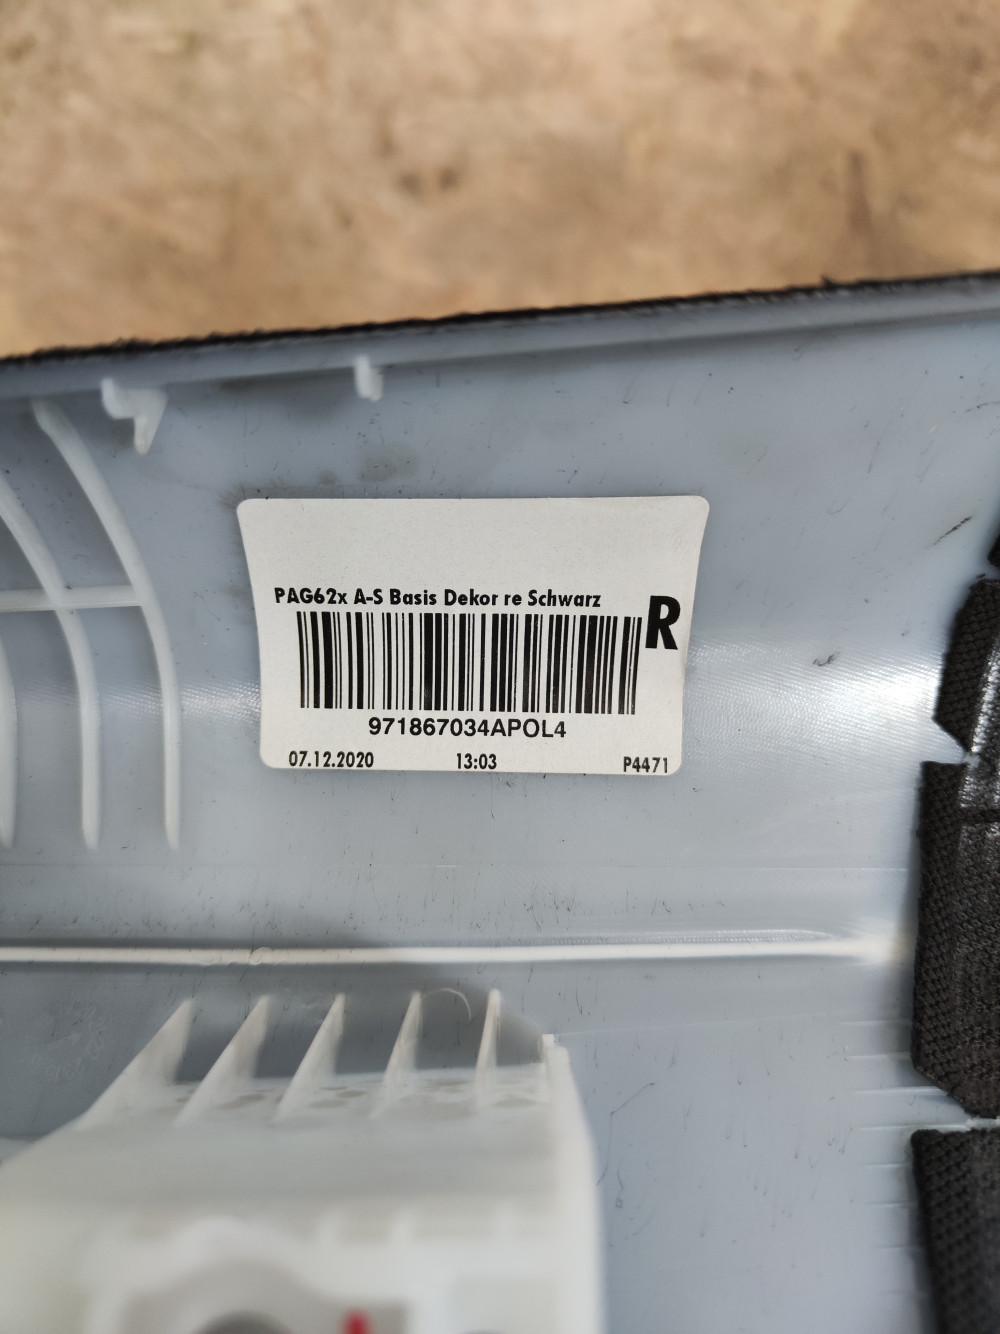 PAG62x A-S Basis Dekor re Schwarz
R
971867034APOL4
07.12.2020 13:03 P4471